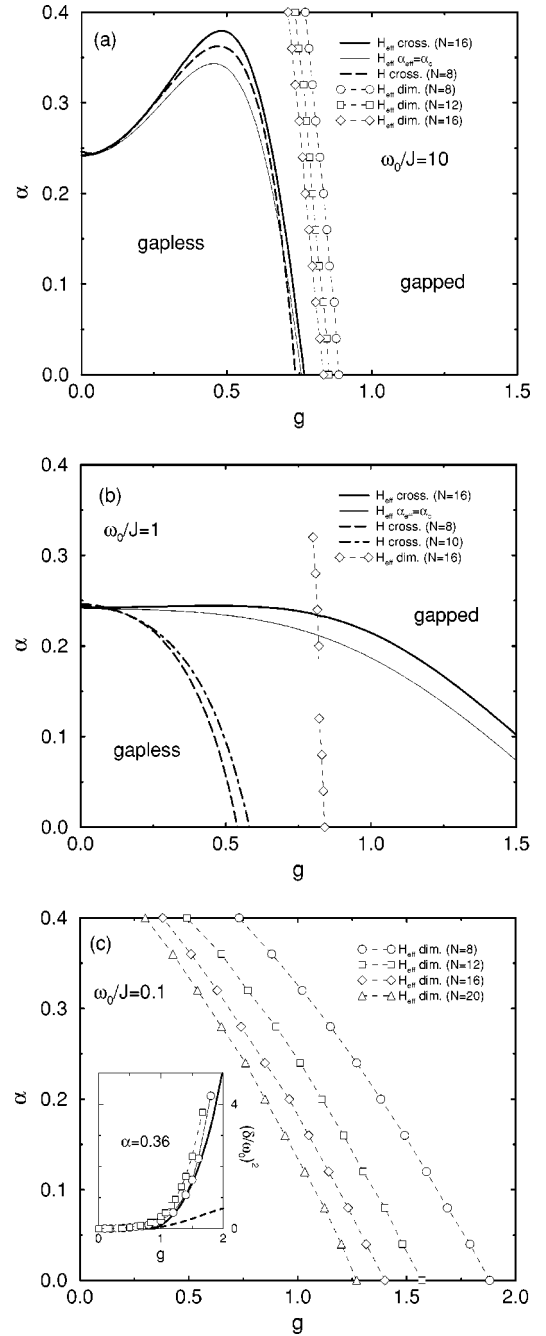 (a)
H_eff cross. (N=16)
H_eff α_eff=α_c
H cross. (N=8)
H_eff dim. (N=8)
H_eff dim. (N=12)
H_eff dim. (N=16)
ω_0/J=10
gapless
gapped
α
0.4
0.3
0.2
0.1
0.0
0.0 0.5 1.0 1.5
g
(b)
H_eff cross. (N=16)
H_eff α_eff=α_c
H cross. (N=8)
H cross. (N=10)
H_eff dim. (N=16)
ω_0/J=1
gapped
gapless
α
0.4
0.3
0.2
0.1
0.0
0.0 0.5 1.0 1.5
g
(c)
H_eff dim. (N=8)
H_eff dim. (N=12)
H_eff dim. (N=16)
H_eff dim. (N=20)
ω_0/J=0.1
α
0.4
0.3
0.2
0.1
0.0
α=0.36
4
0
(δ/ω_0)^2
0 1 2
g
0.0 0.5 1.0 1.5 2.0
g